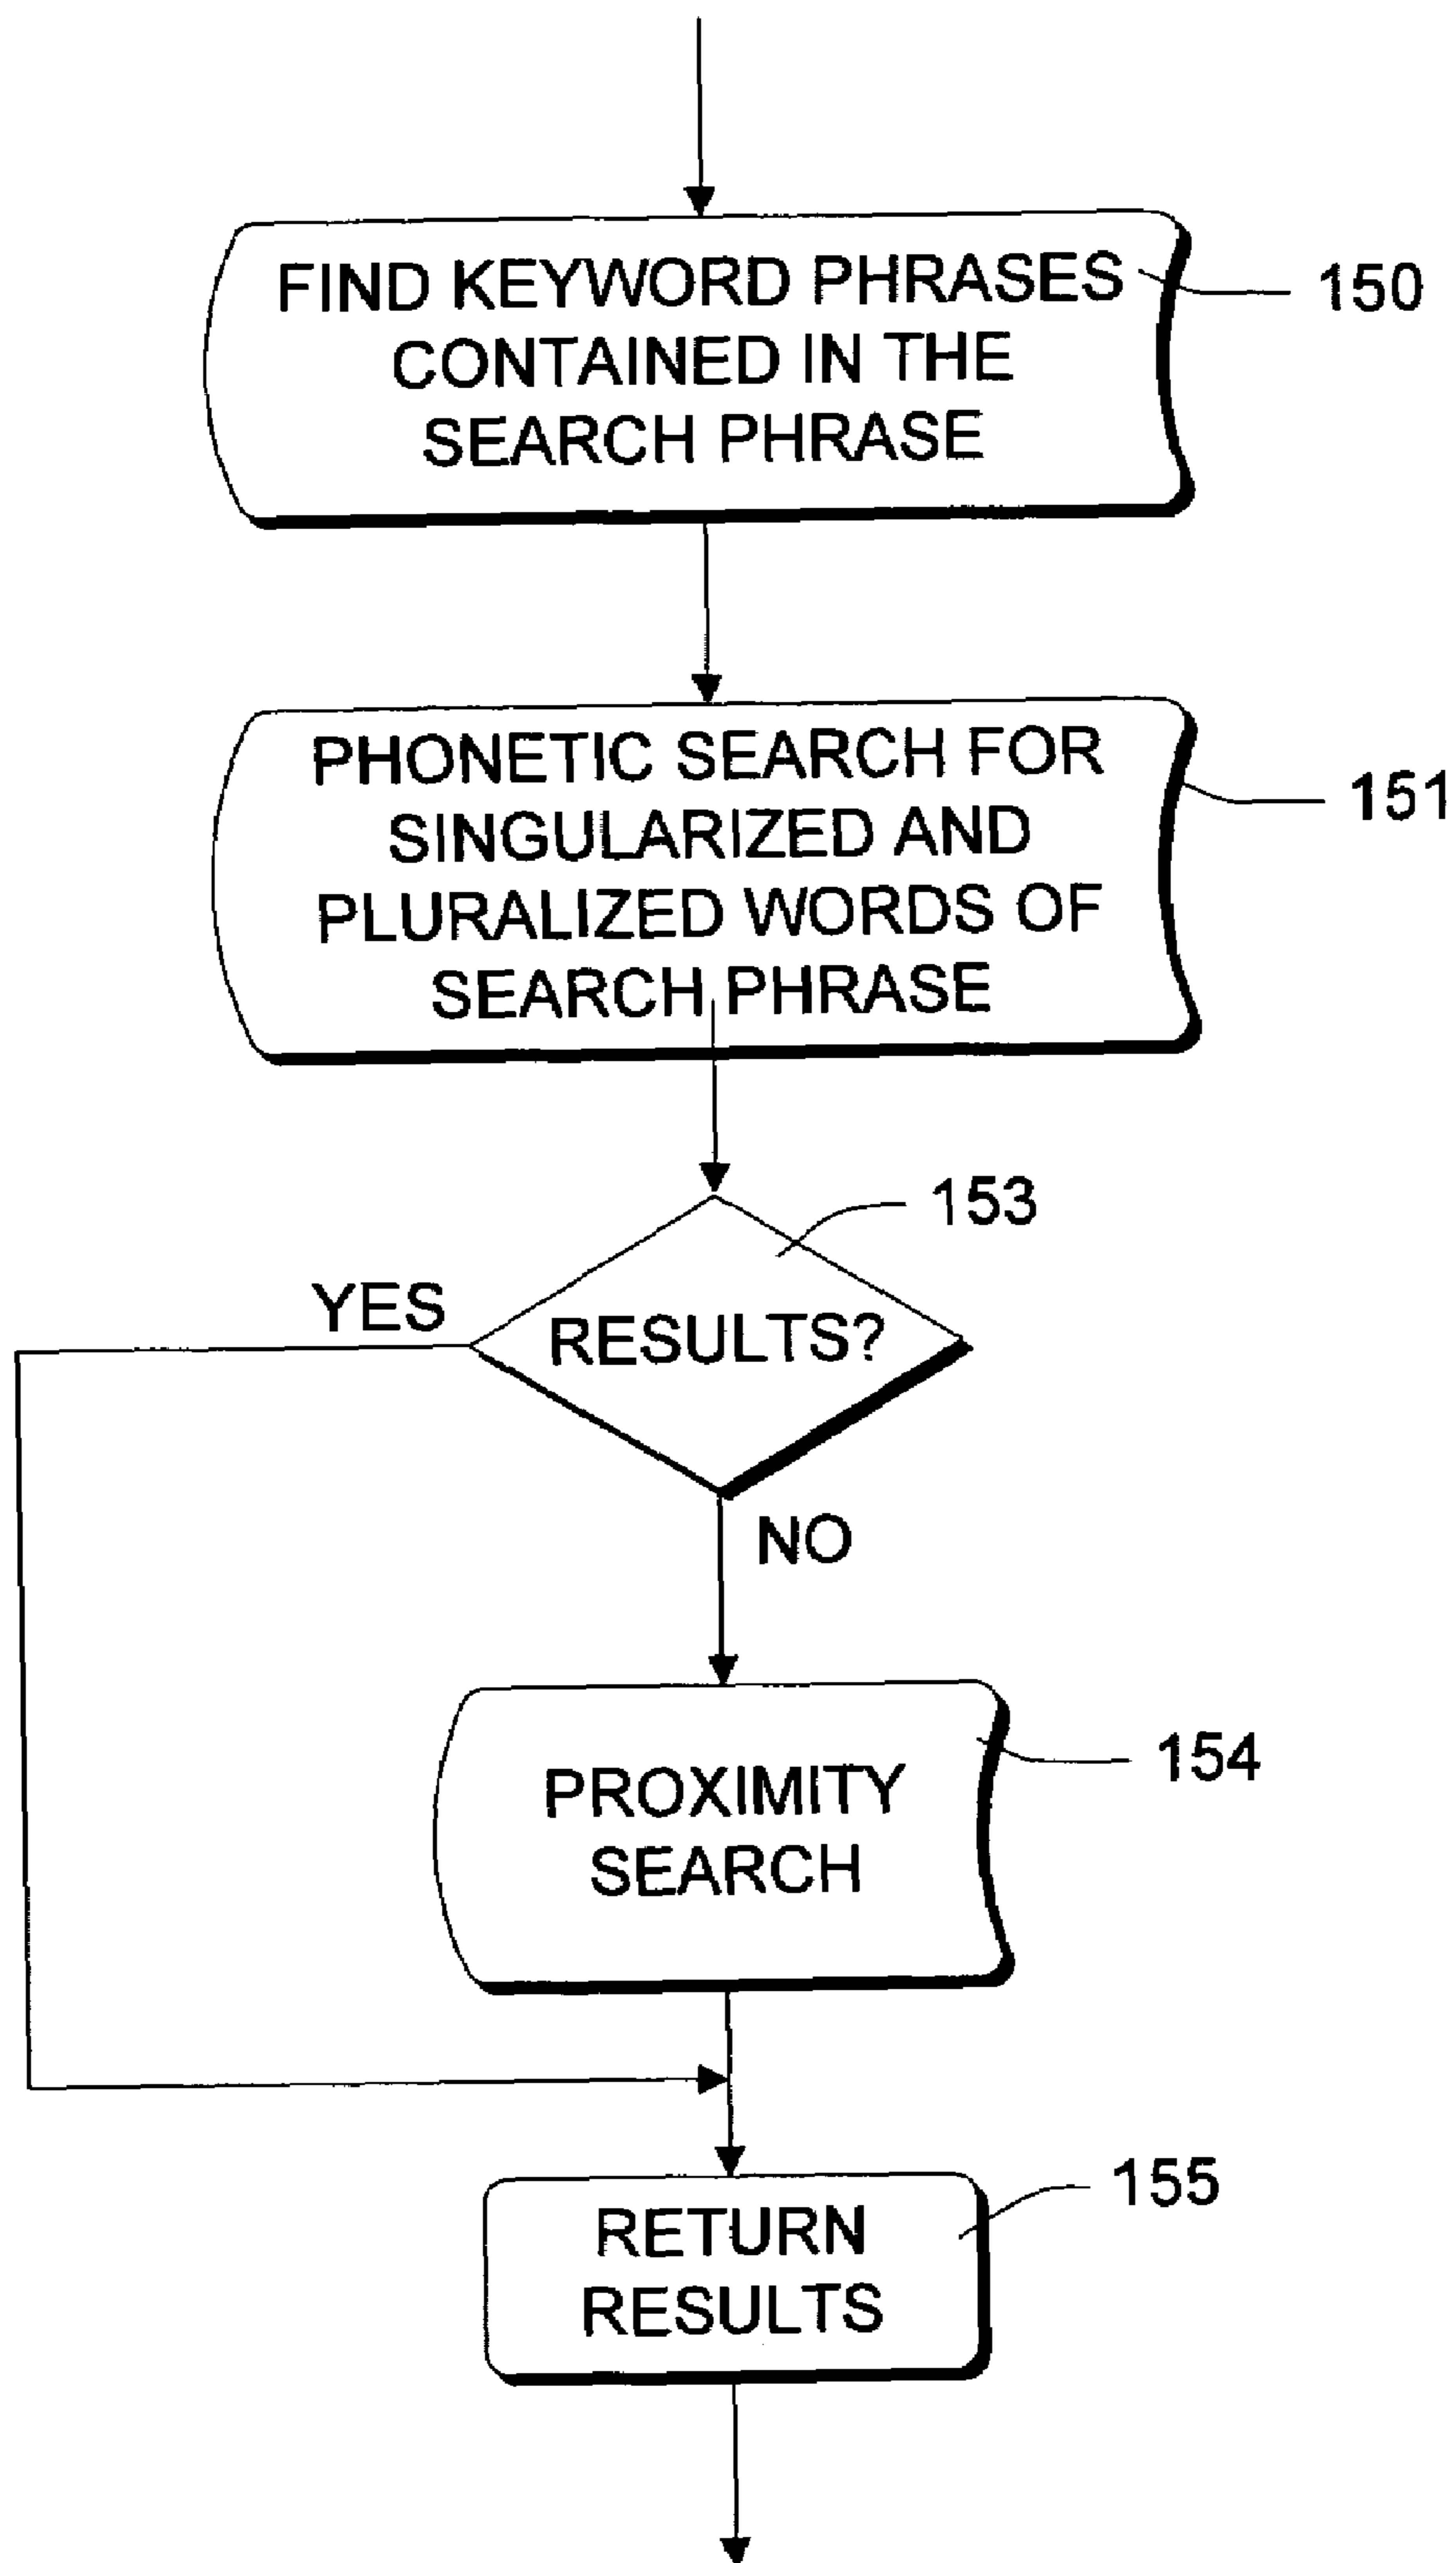 FIND KEYWORD PHRASES
CONTAINED IN THE
SEARCH PHRASE
150
PHONETIC SEARCH FOR
SINGULARIZED AND
PLURALIZED WORDS OF
SEARCH PHRASE
151
153
YES
RESULTS?
NO
PROXIMITY
SEARCH
154
155
RETURN
RESULTS